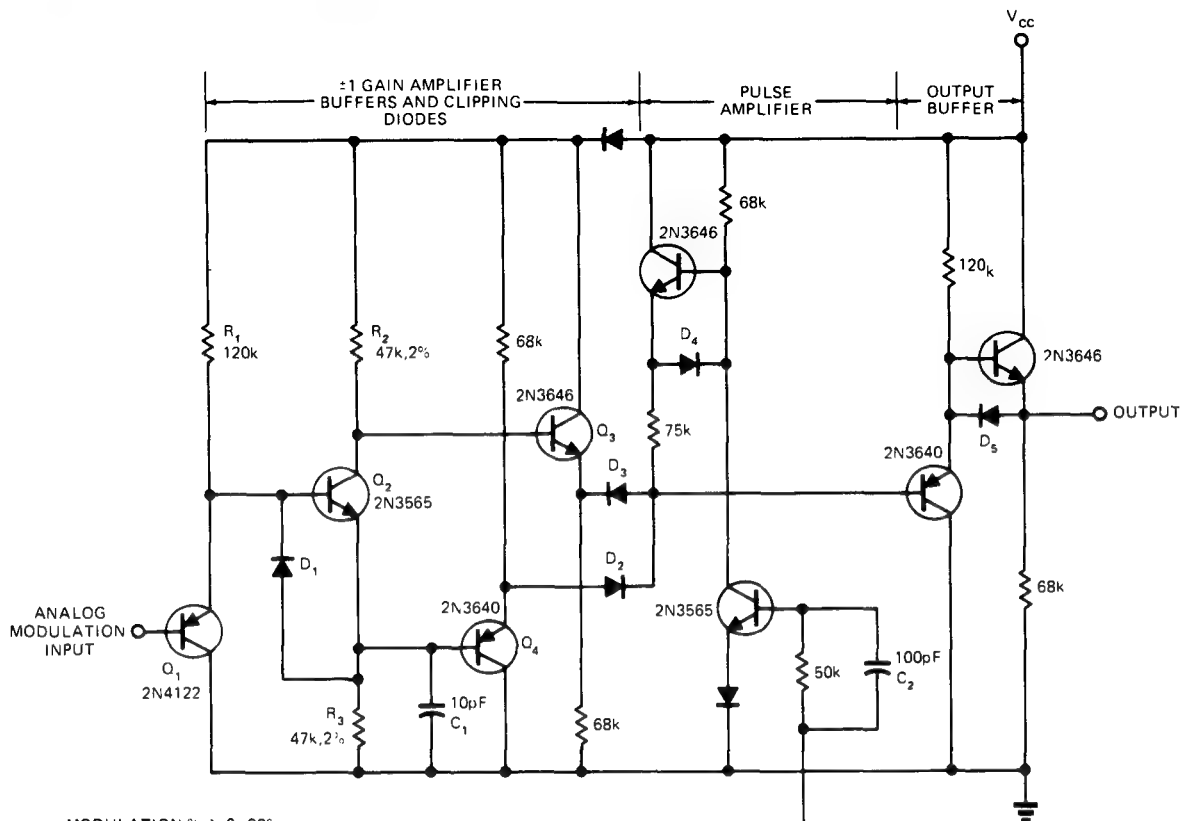 Vcc
±1 GAIN AMPLIFIER
BUFFERS AND CLIPPING
DIODES
PULSE
AMPLIFIER
OUTPUT
BUFFER
68k
2N3646
120k
R1
120k
R2
47k,2%
68k
D4
2N3646
2N3646
Q3
75k
OUTPUT
D5
D3
2N3640
Q2
2N3565
D1
D2
2N3640
2N3565
68k
ANALOG
MODULATION
INPUT
Q4
Q1
2N4122
10pF
C1
50k
100pF
C2
R3
47k,2%
68k